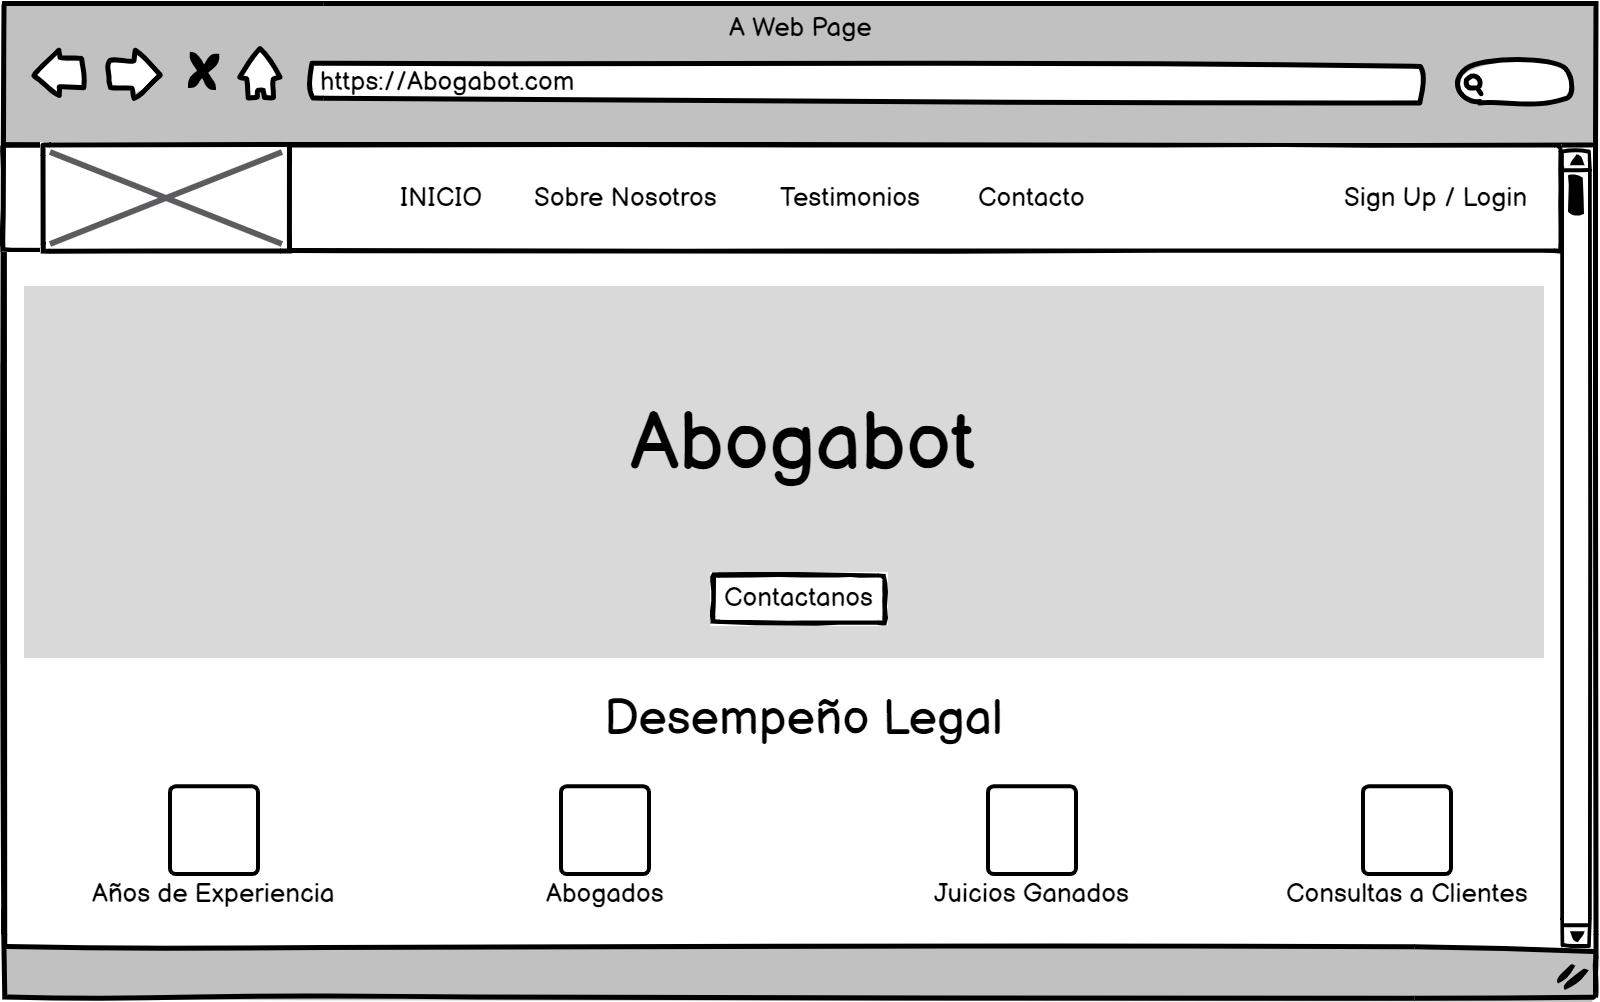 A Web Page
https://Abogabot.com
INICIO Sobre Nosotros Testimonios Contacto Sign Up / Login
Abogabot
Contactanos
Desempeño Legal
Años de Experiencia Abogados Juicios Ganados Consultas a Clientes